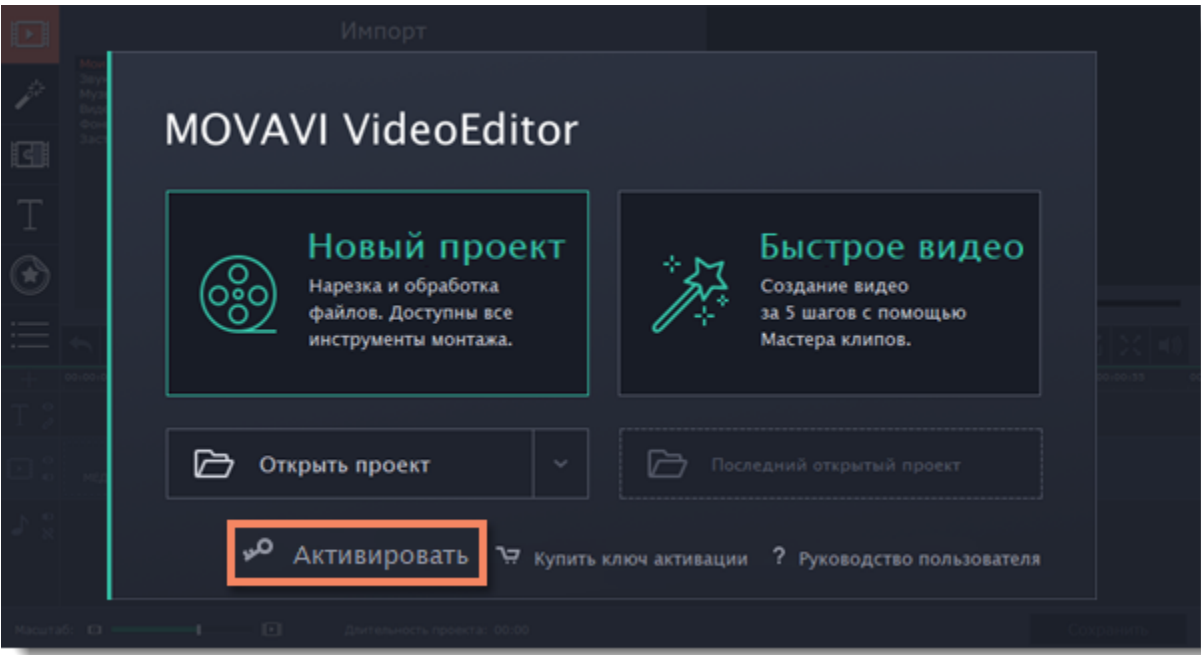 Импорт
MOVAVI VideoEditor
Новый проект
Нарезка и обработка
файлов. Доступны все
инструменты монтажа.
Быстрое видео
Создание видео
за 5 шагов с помощью
Мастера клипов.
Открыть проект
Последний открытый проект
Активировать
Купить ключ активации
? Руководство пользователя
Масштаб:
Длительность проекта: 00:00
Сохранить